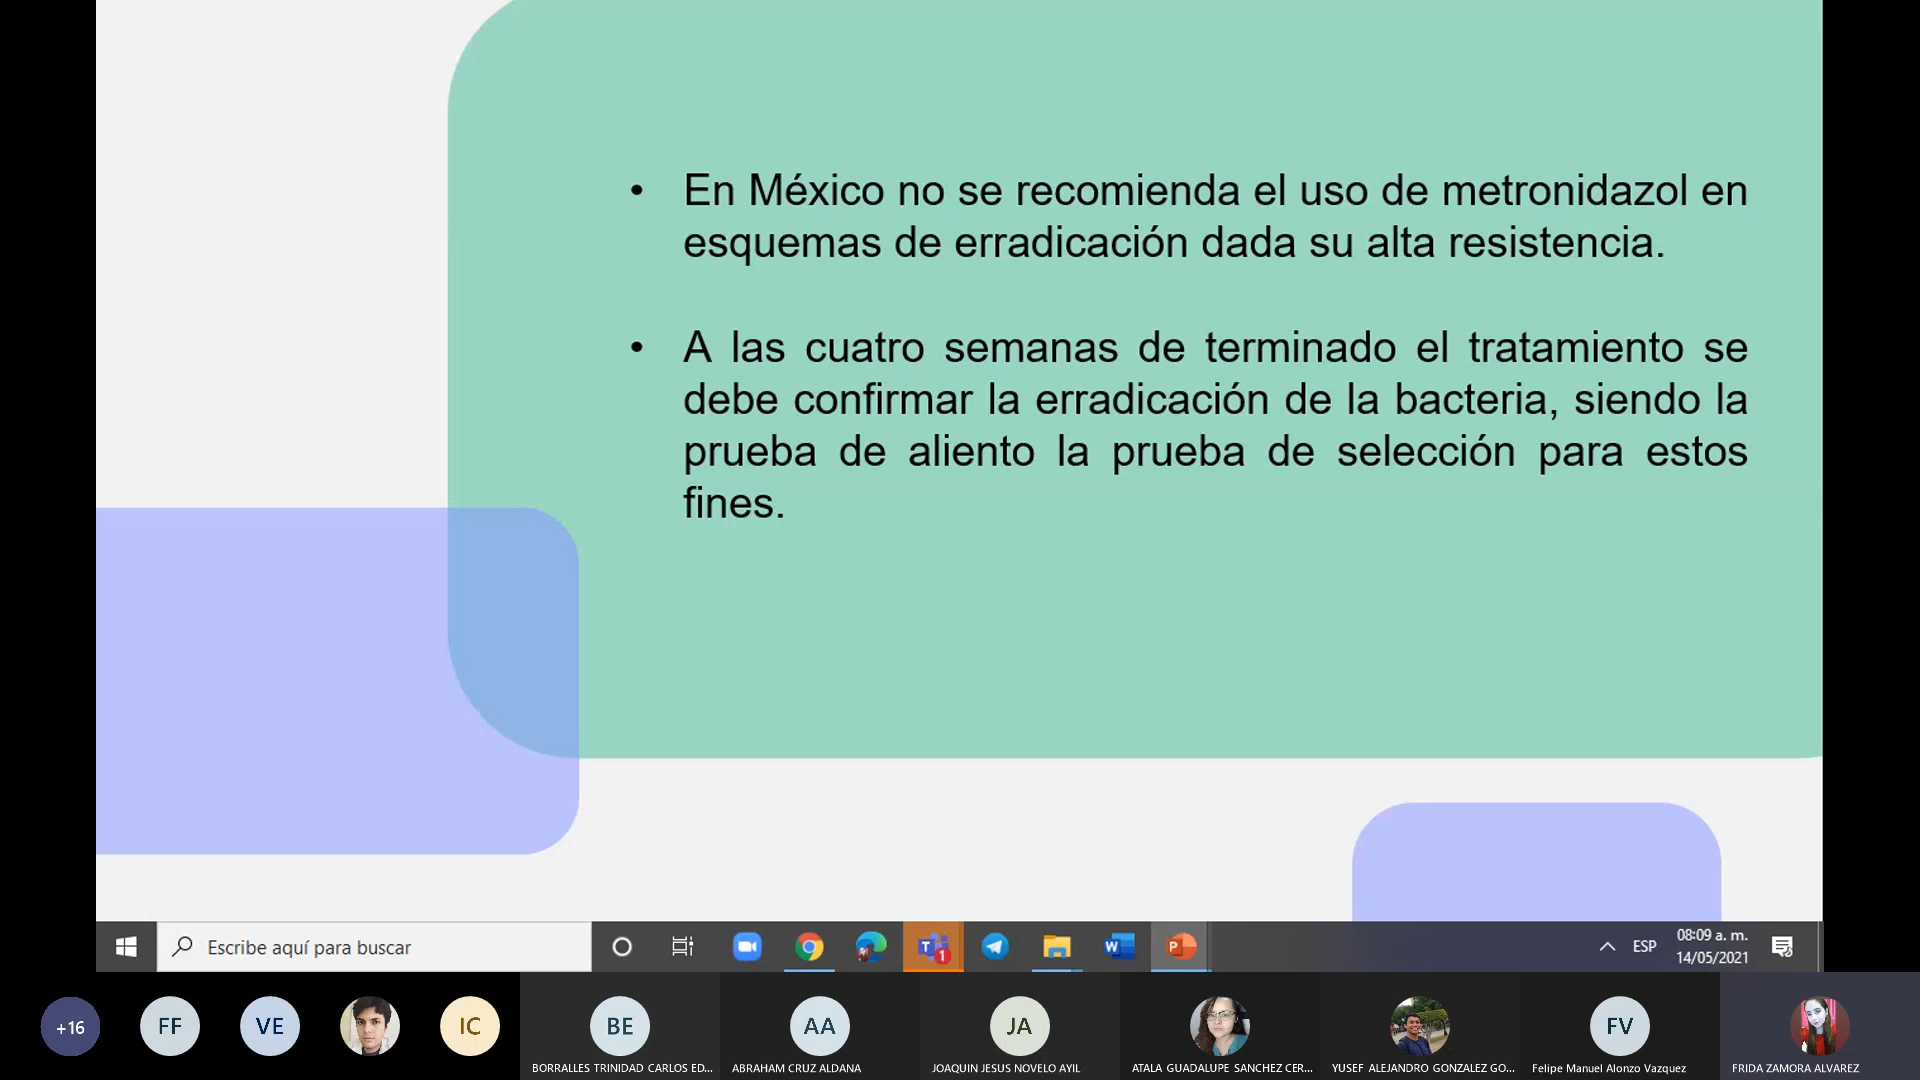 • En México no se recomienda el uso de metronidazol en
esquemas de erradicación dada su alta resistencia.
• A las cuatro semanas de terminado el tratamiento se
debe confirmar la erradicación de la bacteria, siendo la
prueba de aliento la prueba de selección para estos
fines.
Escribe aquí para buscar
1
ESP
08:09 a. m.
14/05/2021
+16
FF
VE
IC
BE
AA
JA
FV
BORRALLES TRINIDAD CARLOS ED...
ABRAHAM CRUZ ALDANA
JOAQUIN JESUS NOVELO AYIL
ATALA GUADALUPE SANCHEZ CER...
YUSEF ALEJANDRO GONZALEZ GO...
Felipe Manuel Alonzo Vazquez
FRIDA ZAMORA ALVAREZ